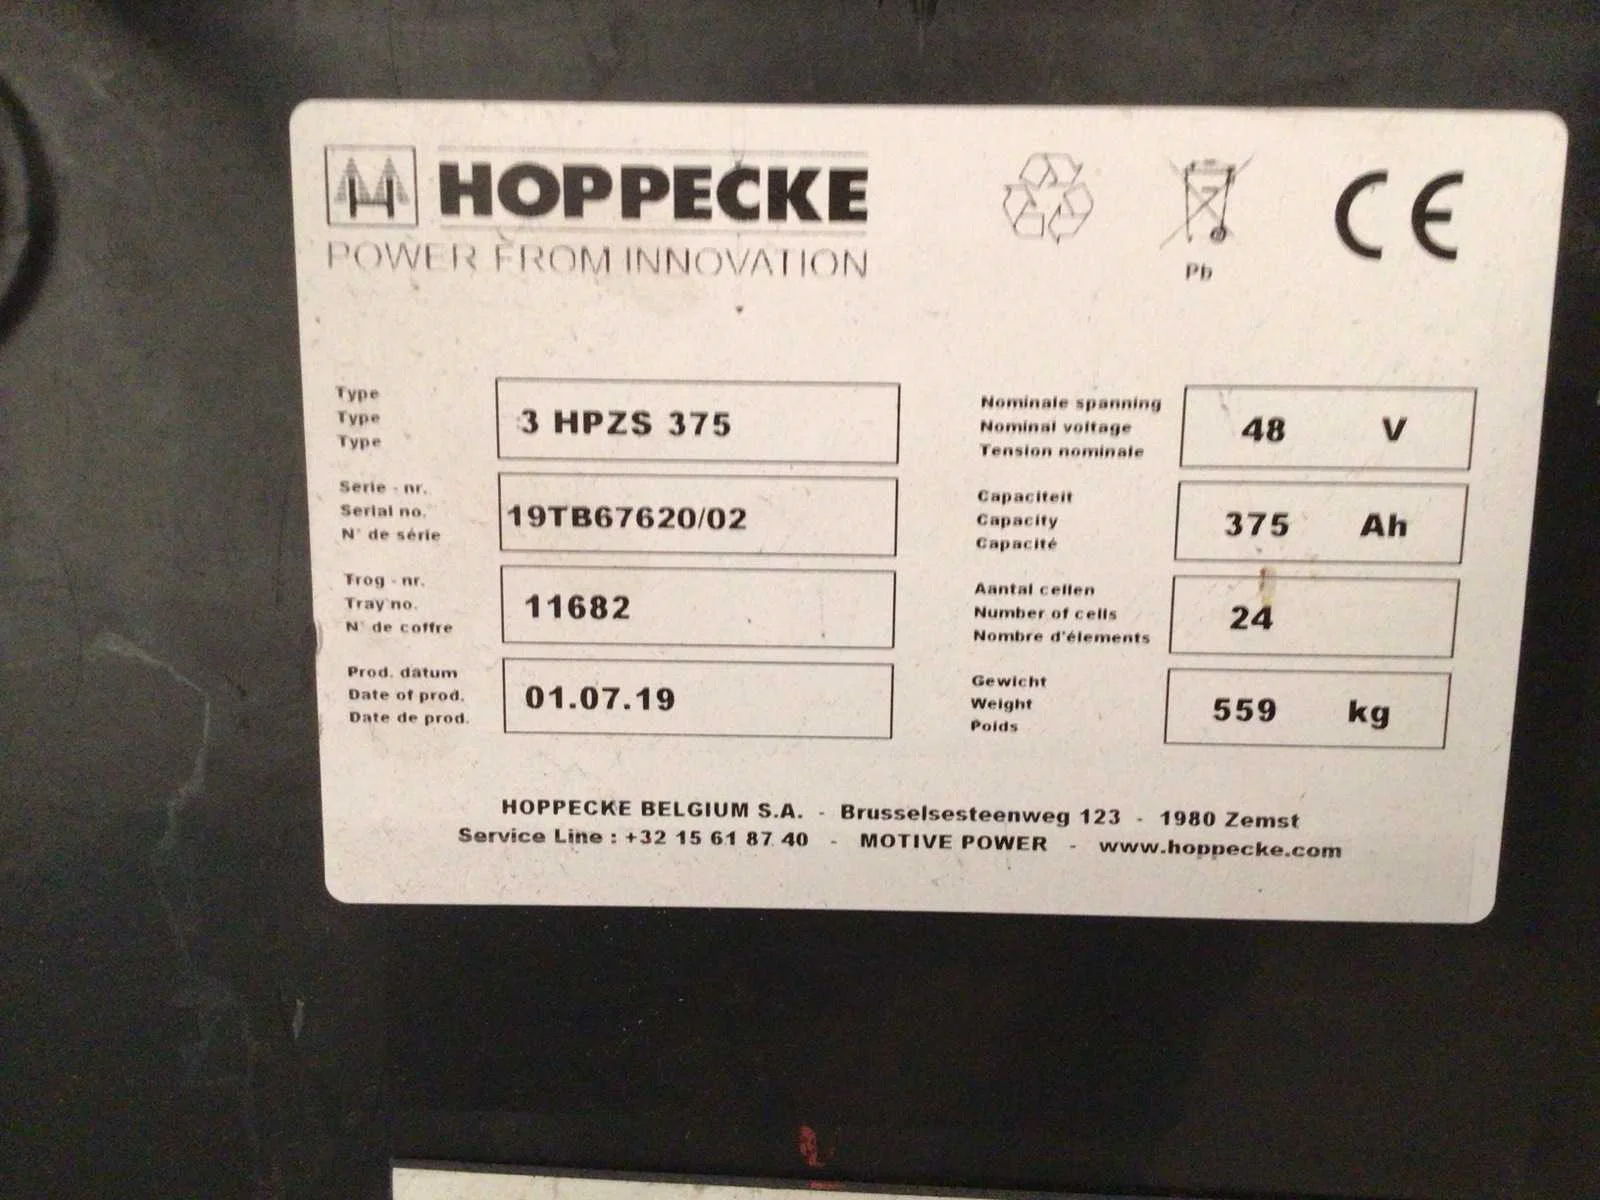 HOPPECKE
POWER FROM INNOVATION
Pb
CE
Type
Type
Type
3 HPZS 375
Serie - nr.
Serial no.
N° de série
19TB67620/02
Trog - nr.
Tray no.
N° de coffre
11682
Prod. datum
Date of prod.
Date de prod.
01.07.19
Nominale spanning
Nominal voltage
Tension nominale
48 V
Capaciteit
Capacity
Capacité
375 Ah
Aantal cellen
Number of cells
Nombre d'élements
24
Gewicht
Weight
Poids
559 kg
HOPPECKE BELGIUM S.A. - Brusselsesteenweg 123 - 1980 Zemst
Service Line : +32 15 61 87 40 - MOTIVE POWER - www.hoppecke.com